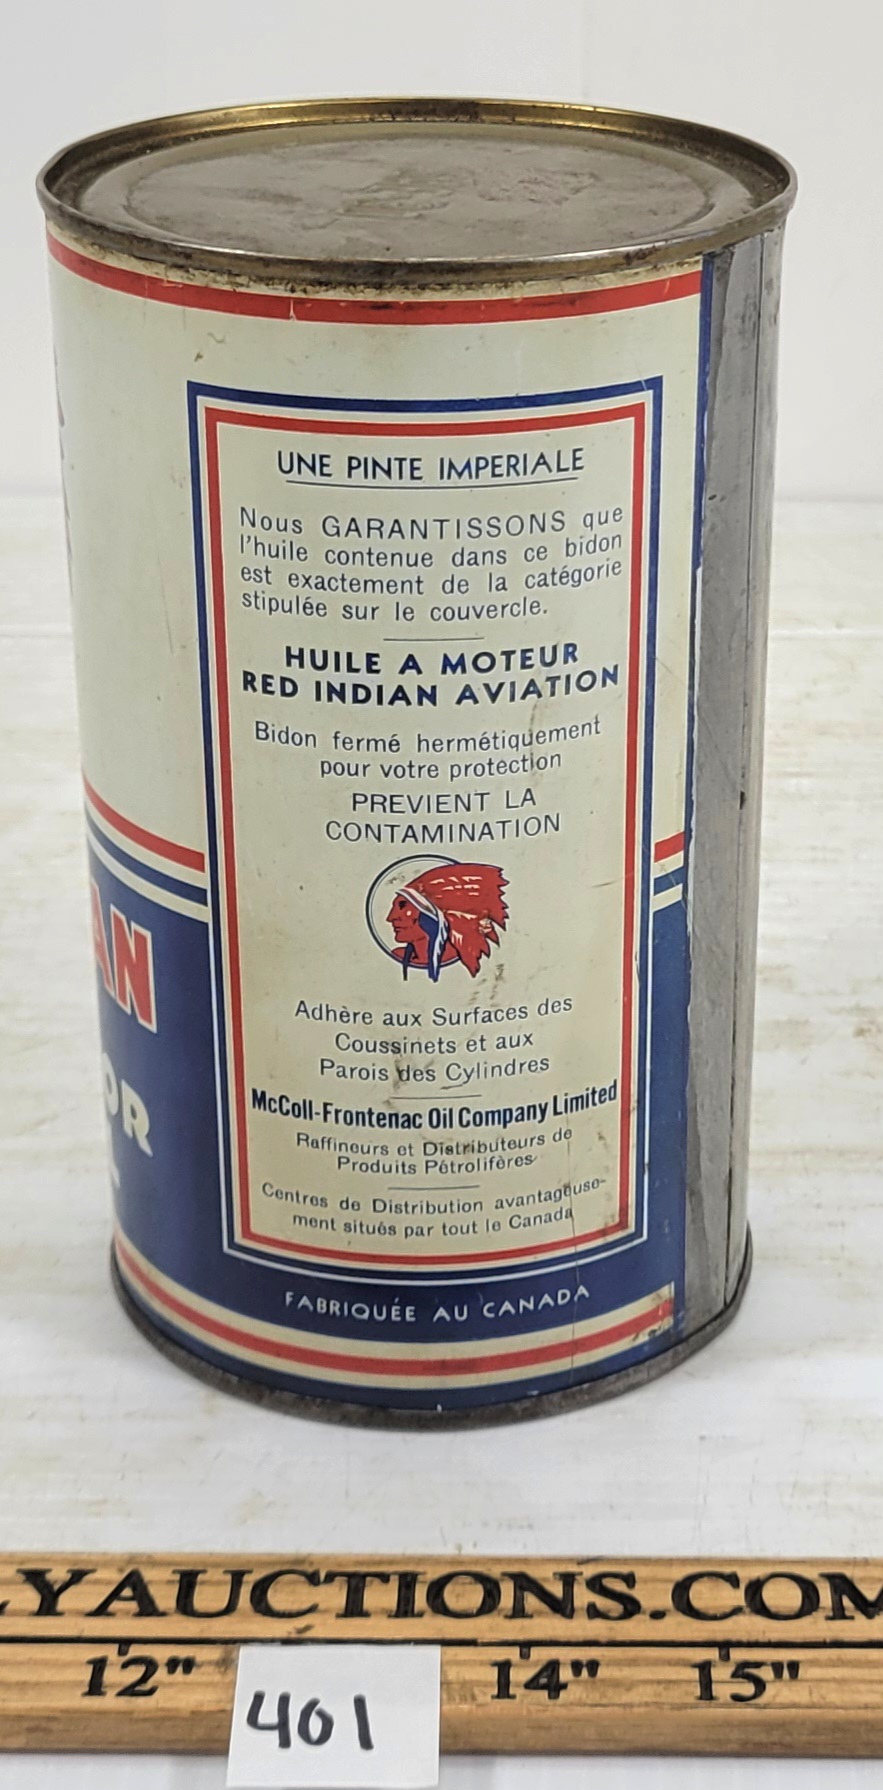 UNE PINTE IMPERIALE
Nous GARANTISSONS que
l'huile contenue dans ce bidon
est exactement de la catégorie
stipulée sur le couvercle.
HUILE A MOTEUR
RED INDIAN AVIATION
Bidon fermé hermétiquement
pour votre protection
PREVIENT LA
CONTAMINATION
Adhère aux Surfaces des
Coussinets et aux
Parois des Cylindres
McColl-Frontenac Oil Company Limited
Raffineurs et Distributeurs de
Produits Pétrolifères
Centres de Distribution avantageuse-
ment situés par tout le Canada
FABRIQUÉE AU CANADA
AN
OR
LYAUCTIONS.COM
12" 14" 15"
401